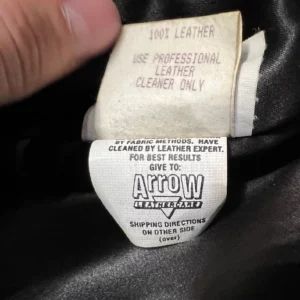 100% LEATHER
USE PROFESSIONAL
LEATHER
CLEANER ONLY
BY FABRIC METHODS. HAVE
CLEANED BY LEATHER EXPERT.
FOR BEST RESULTS
GIVE TO:
ArroW
LEATHERCARE
SHIPPING DIRECTIONS
ON OTHER SIDE
(over)